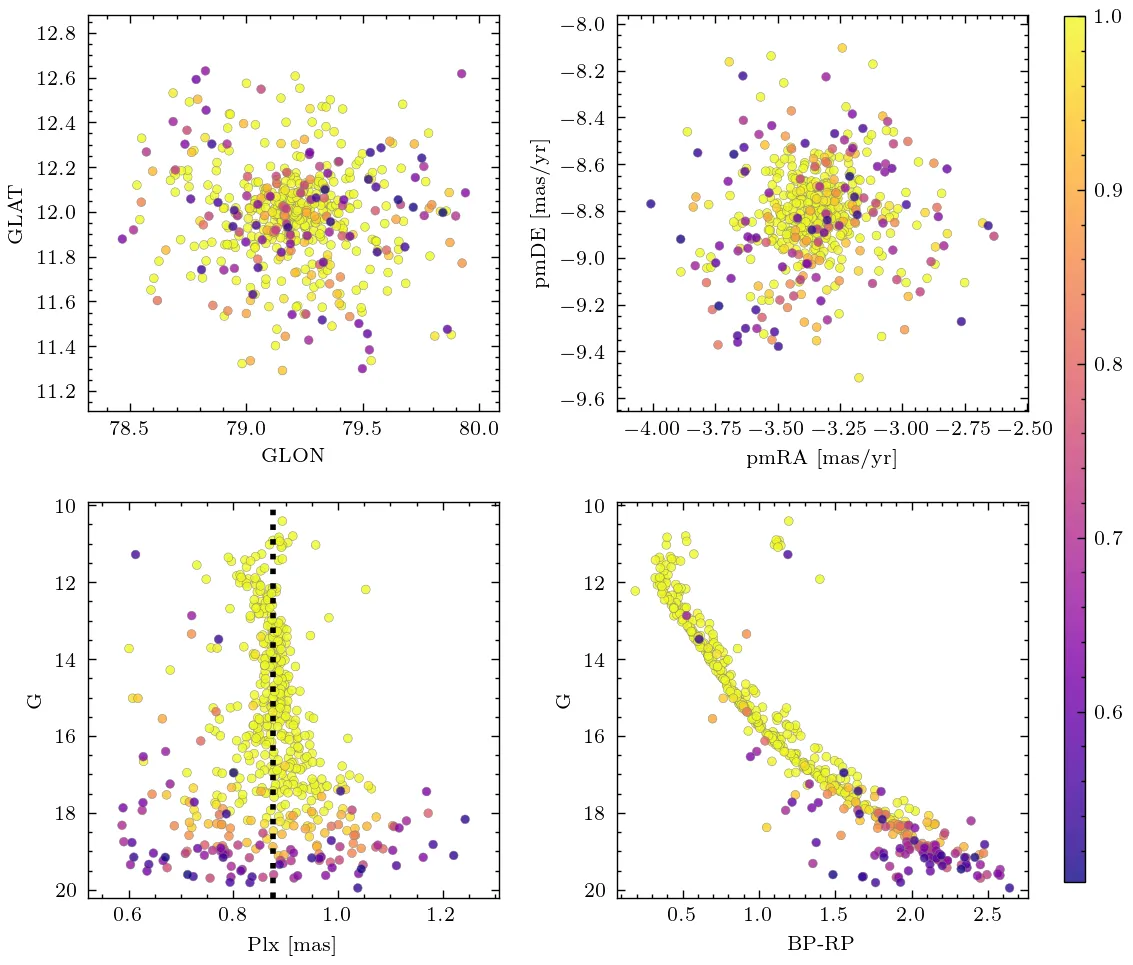 12.8
12.6
12.4
12.2
12.0
11.8
11.6
11.4
11.2
GLAT
78.5 79.0 79.5 80.0
GLON
−8.0
−8.2
−8.4
−8.6
−8.8
−9.0
−9.2
−9.4
−9.6
pmDE [mas/yr]
−4.00 −3.75 −3.50 −3.25 −3.00 −2.75 −2.50
pmRA [mas/yr]
1.0
0.9
0.8
0.7
0.6
10
12
14
16
18
20
G
0.6 0.8 1.0 1.2
Plx [mas]
10
12
14
16
18
20
G
0.5 1.0 1.5 2.0 2.5
BP-RP